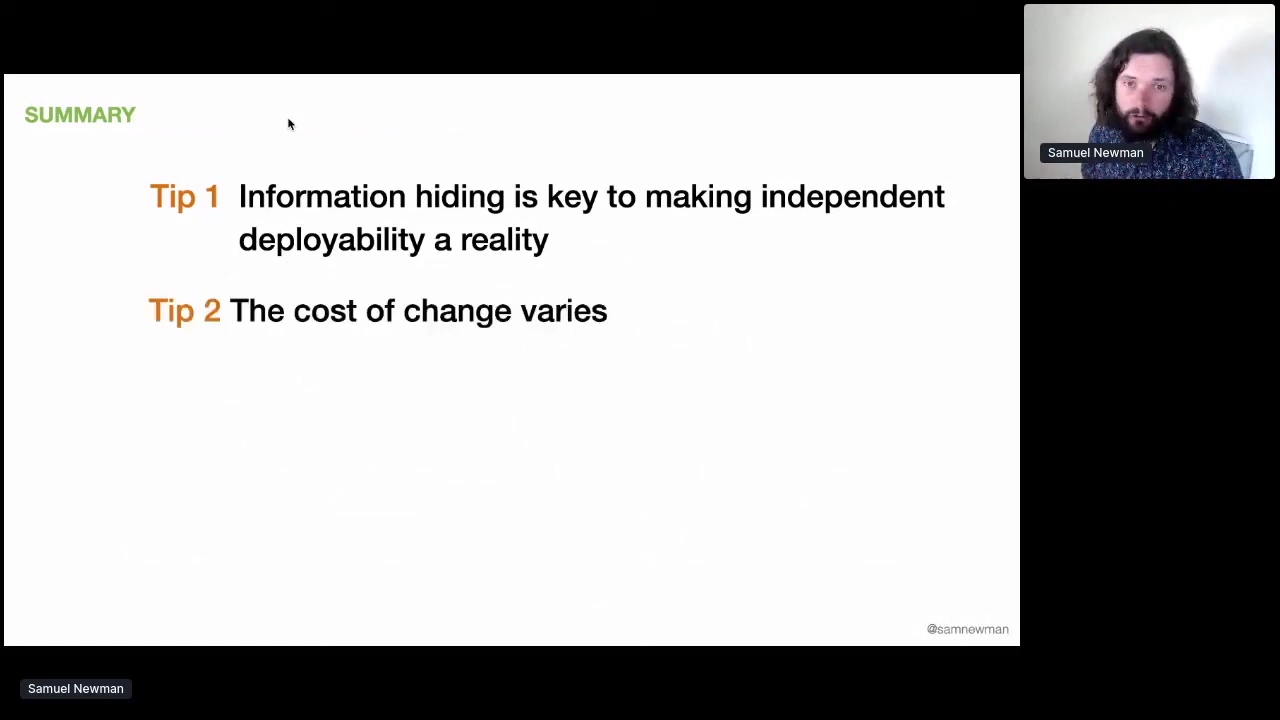 SUMMARY
Tip 1 Information hiding is key to making independent
deployability a reality
Tip 2 The cost of change varies
@samnewman
Samuel Newman
Samuel Newman